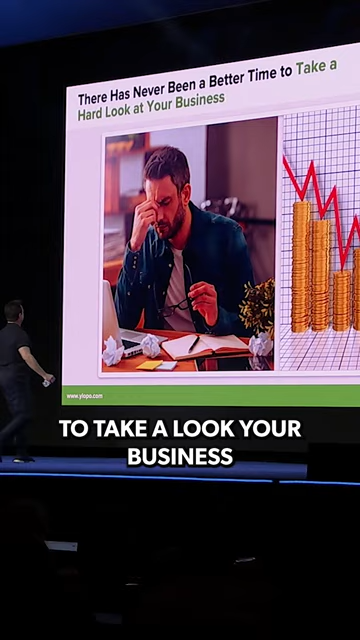 There Has Never Been a Better Time to Take a
Hard Look at Your Business
www.ylopo.com
TO TAKE A LOOK YOUR
BUSINESS